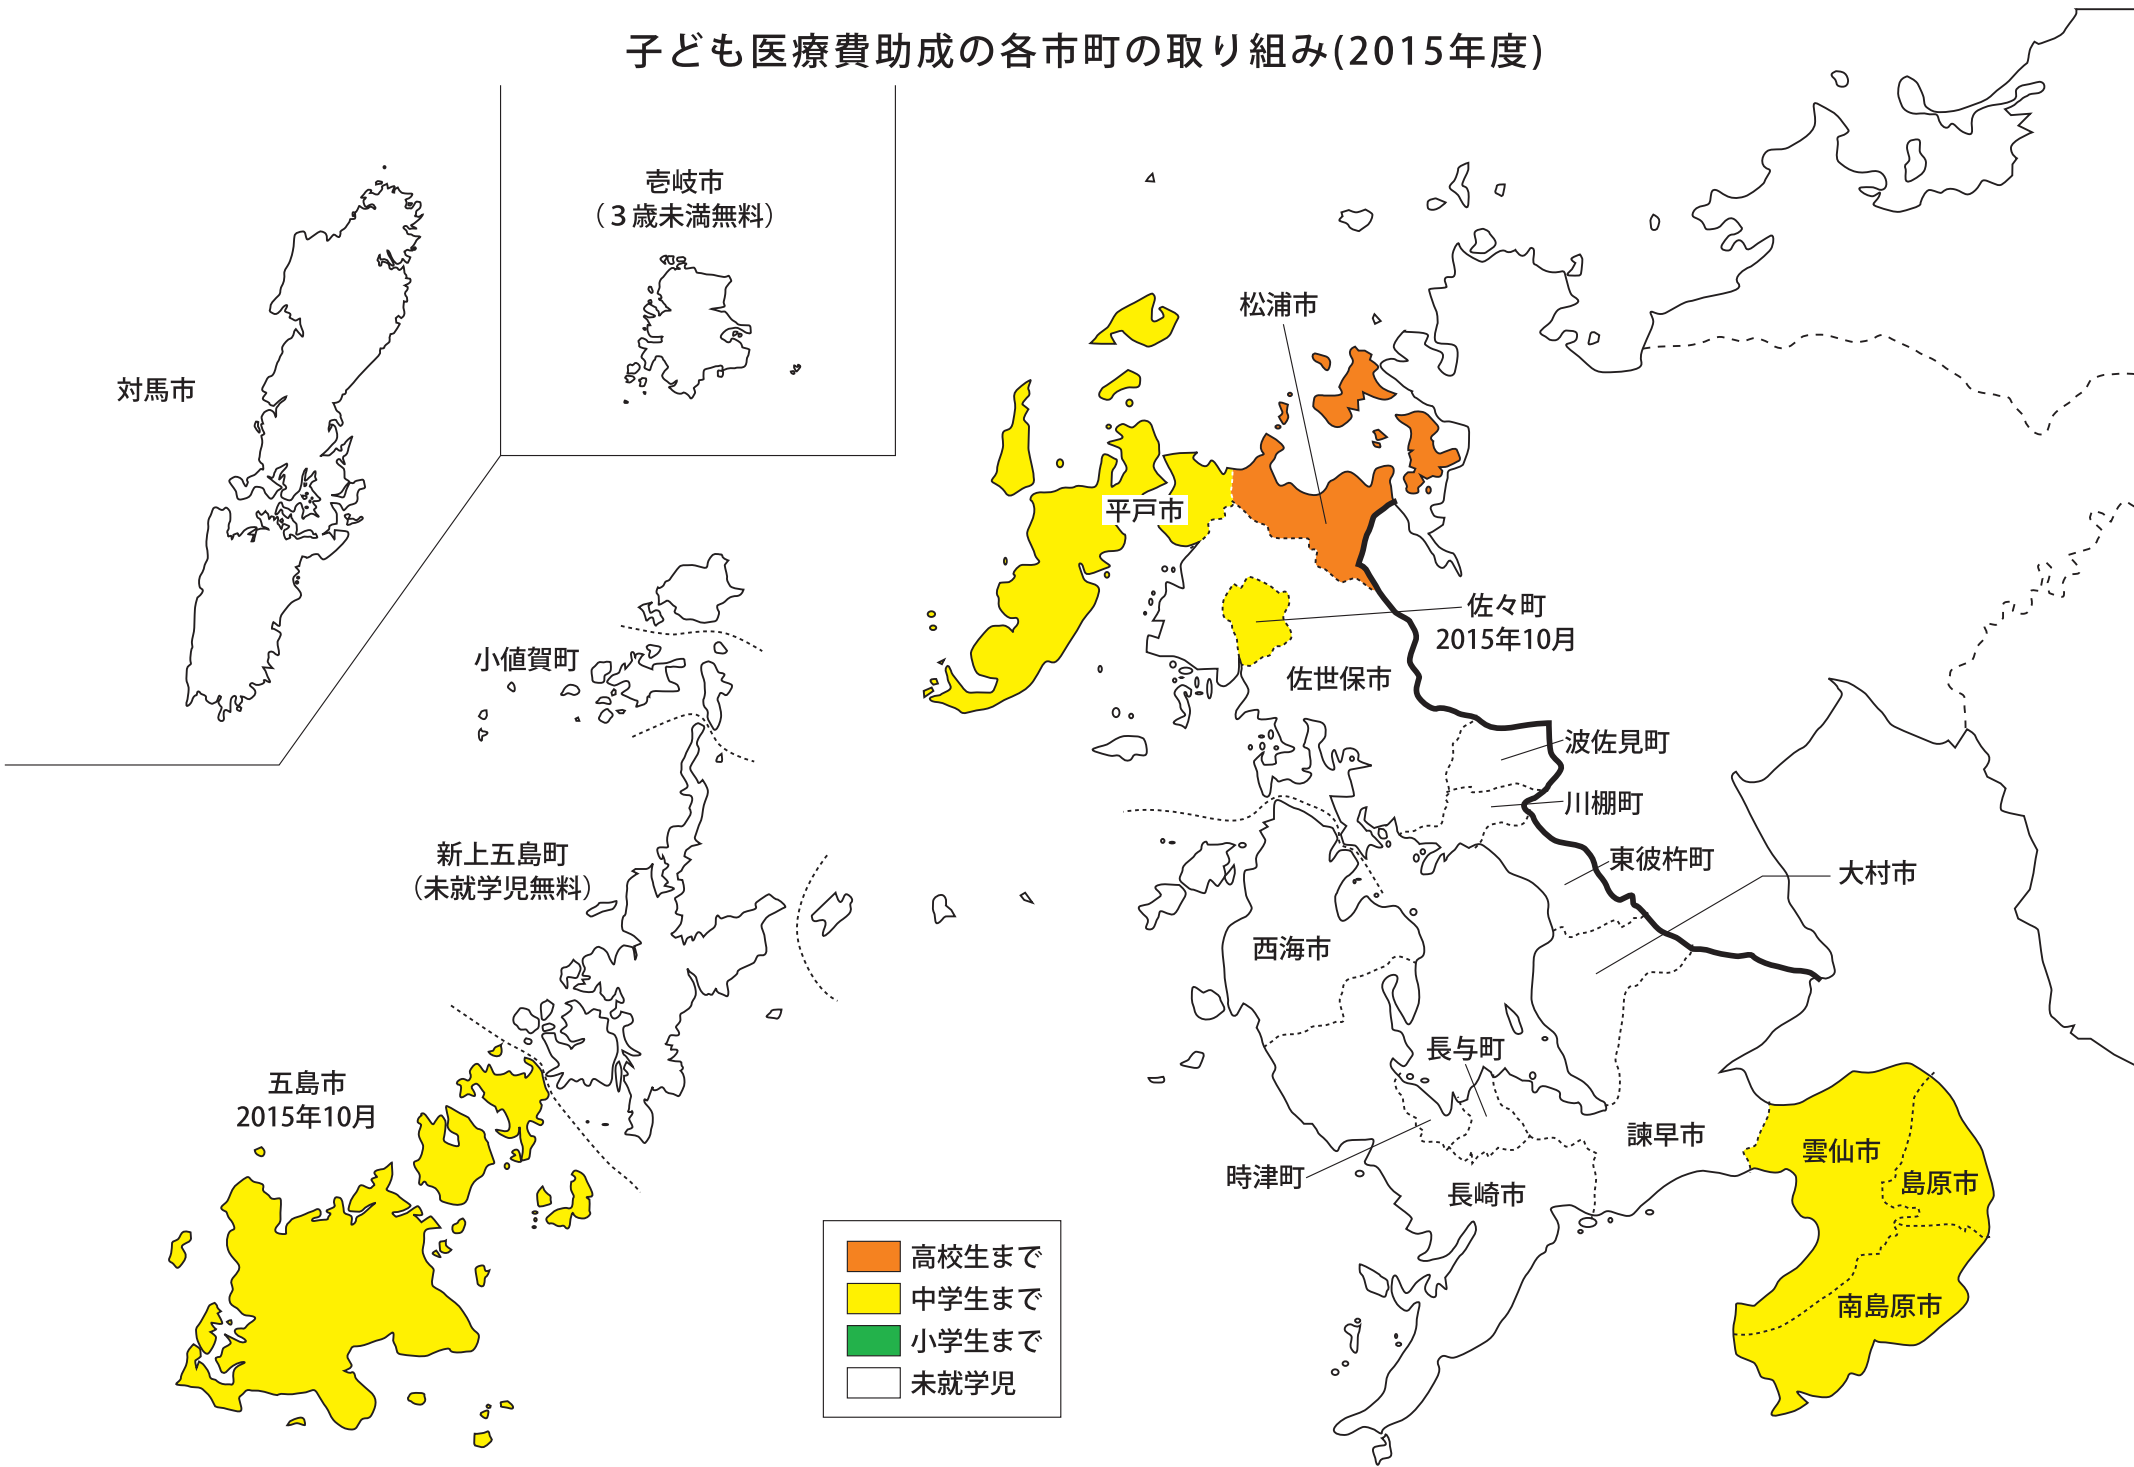 子ども医療費助成の各市町の取り組み(2015年度)
壱岐市
（３歳未満無料）
対馬市
松浦市
平戸市
佐々町
2015年10月
佐世保市
小値賀町
波佐見町
川棚町
東彼杵町
大村市
新上五島町
（未就学児無料）
西海市
長与町
五島市
2015年10月
諫早市
雲仙市
島原市
時津町
長崎市
南島原市
高校生まで
中学生まで
小学生まで
未就学児